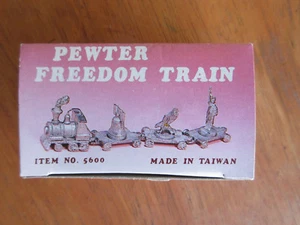 PEWTER
FREEDOM TRAIN
ITEM NO. 5600 MADE IN TAIWAN